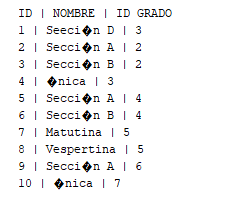 ID | NOMBRE | ID GRADO
1 | Seeci�n D | 3
2 | Secci�n A | 2
3 | Secci�n B | 2
4 | �nica | 3
5 | Secci�n A | 4
6 | Secci�n B | 4
7 | Matutina | 5
8 | Vespertina | 5
9 | Secci�n A | 6
10 | �nica | 7